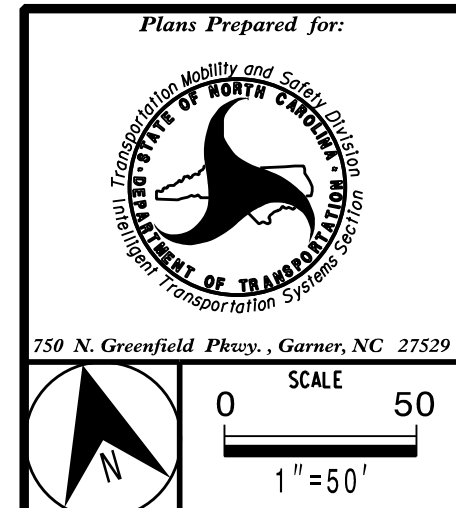 Plans Prepared for:
Transportation Mobility and Safety Division
STATE OF NORTH CAROLINA
DEPARTMENT OF TRANSPORTATION
Intelligent Transportation Systems Section
750 N. Greenfield Pkwy. , Garner, NC 27529
N
SCALE
0 50
1"=50'